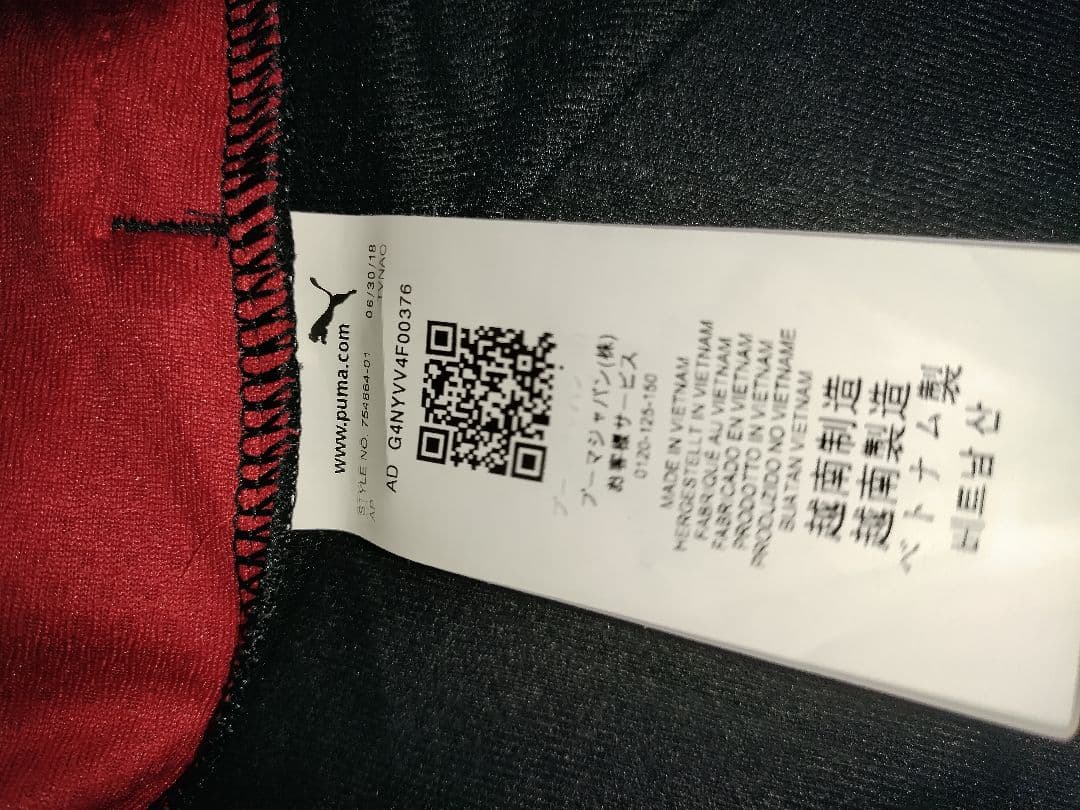 www.puma.com
STYLE NO. 754864-01 06/30/18
AP TYNAC
AD G4NYVV4F00376
プーマジャパン(株)
お客様サービス
0120-125-150
MADE IN VIETNAM
HERGESTELLT IN VIETNAM
FABRIQUÉ AU VIETNAM
FABRICADO EN VIETNAM
PRODOTTO IN VIETNAM
PRODUZIDO NO VIETNAME
BUATAN VIETNAM
越南制造
越南製造
ベトナム製
베트남 산